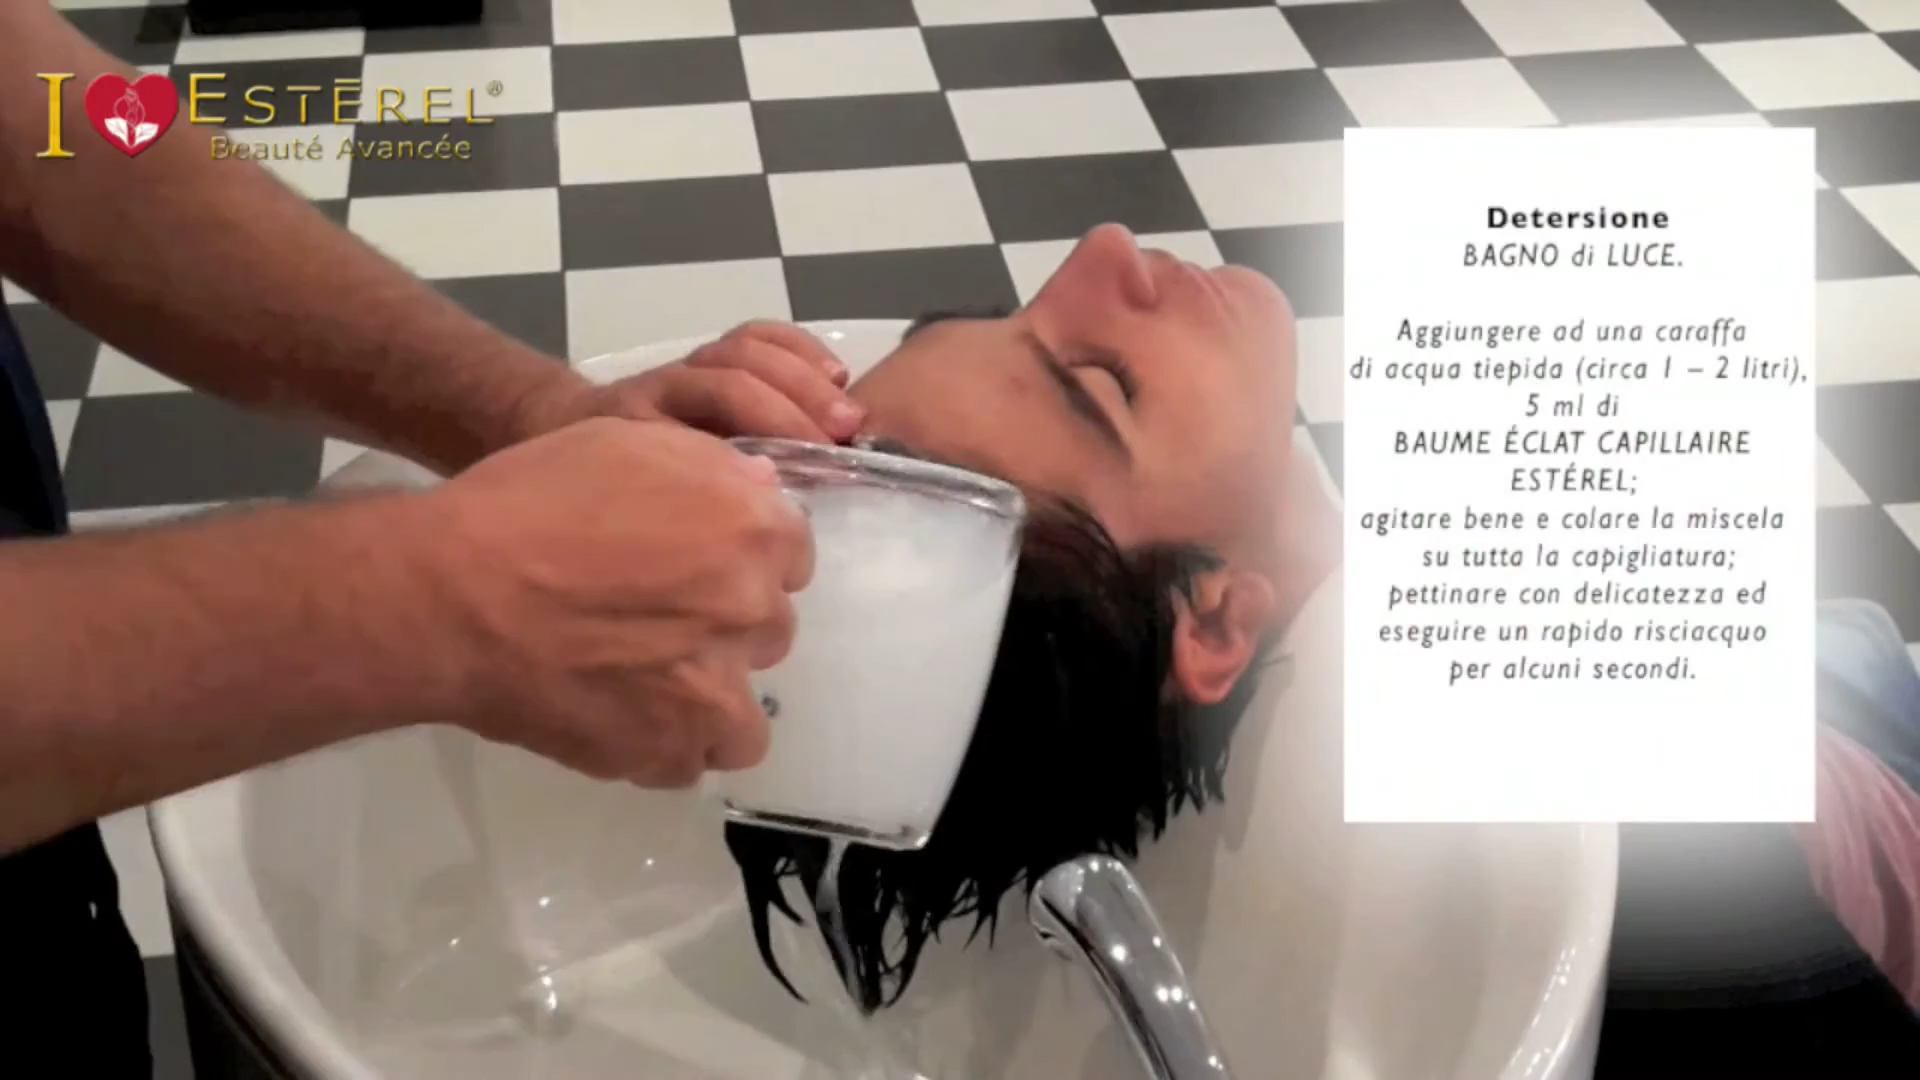 I ESTĒREL®
Beauté Avancée
Detersione
BAGNO di LUCE.
Aggiungere ad una caraffa
di acqua tiepida (circa 1 – 2 litri),
5 ml di
BAUME ÉCLAT CAPILLAIRE
ESTÉREL;
agitare bene e colare la miscela
su tutta la capigliatura;
pettinare con delicatezza ed
eseguire un rapido risciacquo
per alcuni secondi.